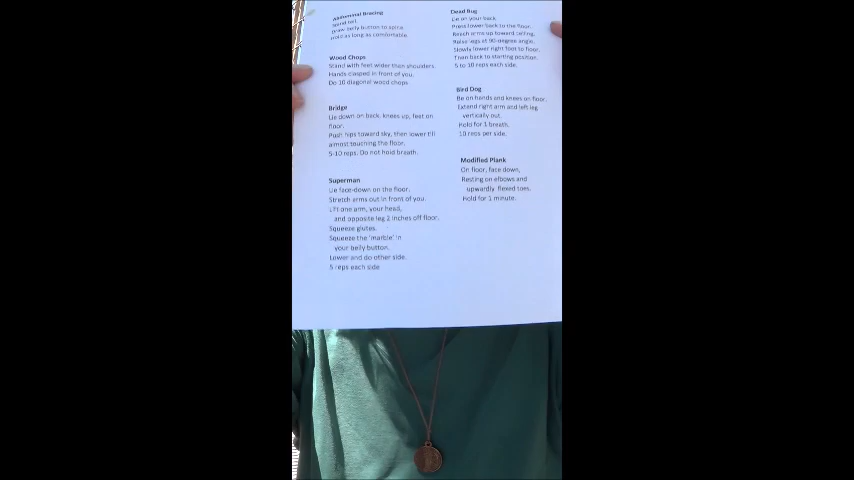 Abdominal Bracing
Stand tall.
Draw belly button to spine
Hold as long as comfortable.
Wood Chops
Stand with feet wider than shoulders.
Hands clasped in front of you.
Do 10 diagonal wood chops
Bridge
Lie down on back, knees up, feet on
floor.
Push hips toward sky, then lower till
almost touching the floor.
5-10 reps. Do not hold breath.
Superman
Lie face-down on the floor.
Stretch arms out in front of you.
Lift one arm, your head,
and opposite leg 2 inches off floor.
Squeeze glutes.
Squeeze the 'marble' in
your belly button.
Lower and do other side.
5 reps each side
Dead Bug
Lie on your back.
Press lower back to the floor.
Reach arms up toward ceiling.
Raise legs at 90-degree angle.
Slowly lower right foot to floor,
Then back to starting position.
5 to 10 reps each side.
Bird Dog
Be on hands and knees on floor.
Extend right arm and left leg
vertically out.
Hold for 1 breath.
10 reps per side.
Modified Plank
On floor, face down,
Resting on elbows and
upwardly flexed toes.
Hold for 1 minute.